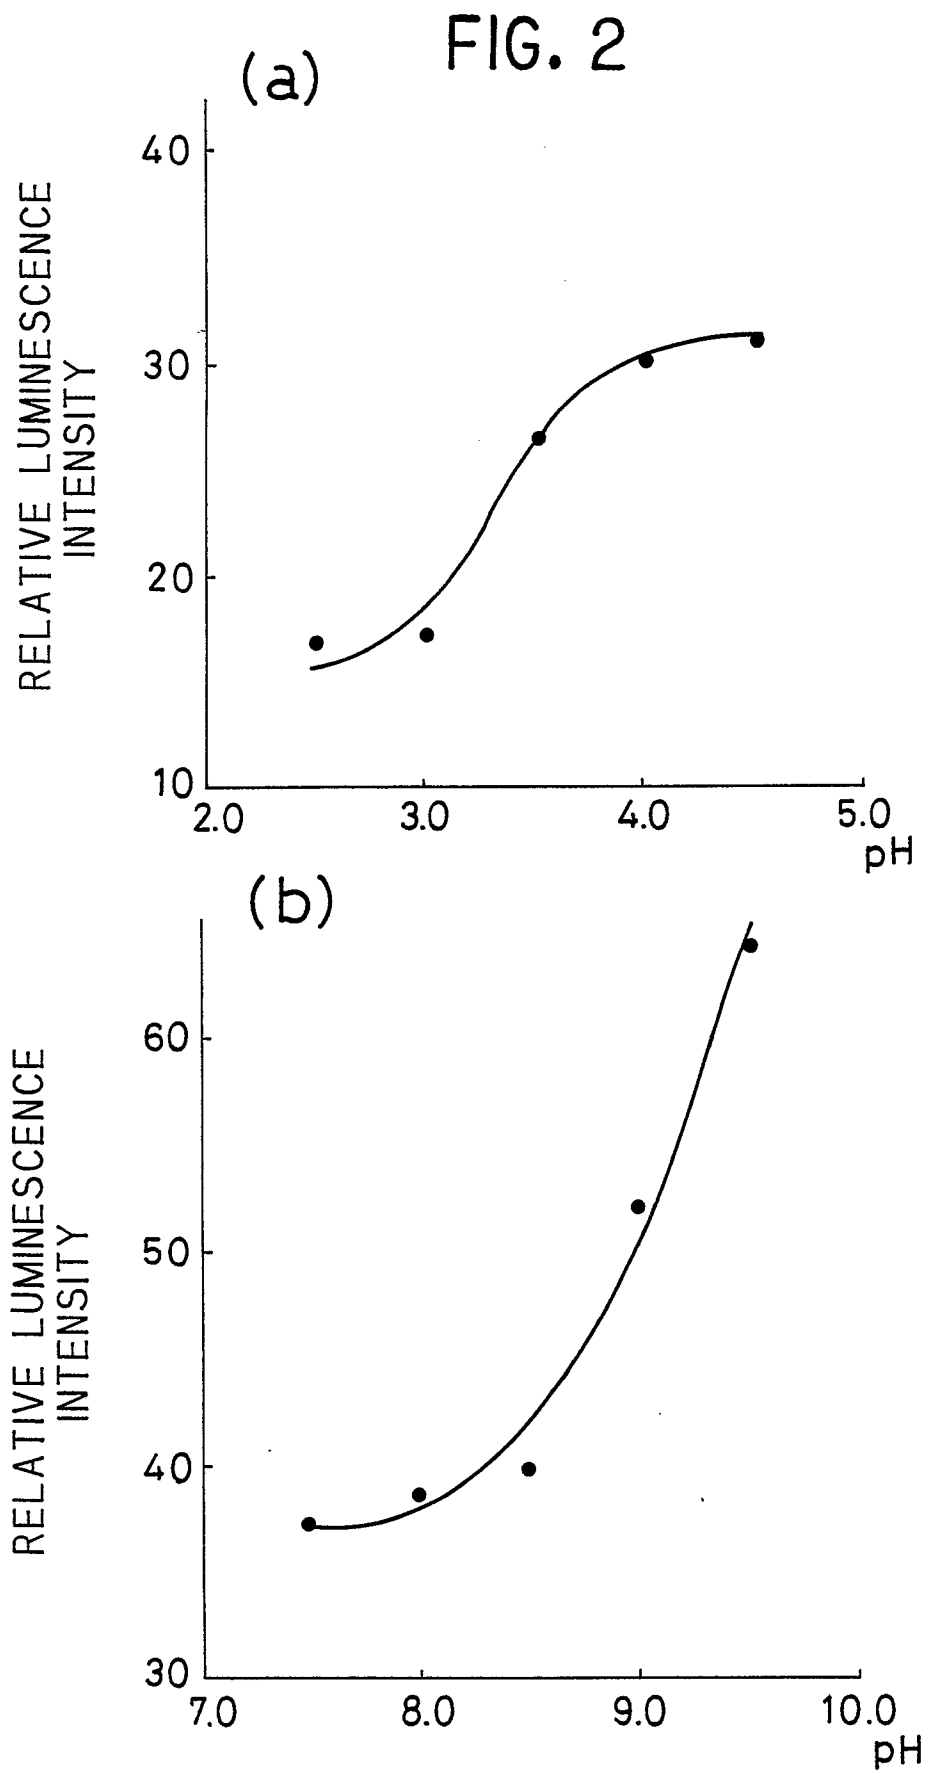 FIG. 2
(a)
RELATIVE LUMINESCENCE
INTENSITY
40
30
20
10
2.0 3.0 4.0 5.0
pH
(b)
RELATIVE LUMINESCENCE
INTENSITY
60
50
40
30
7.0 8.0 9.0 10.0
pH